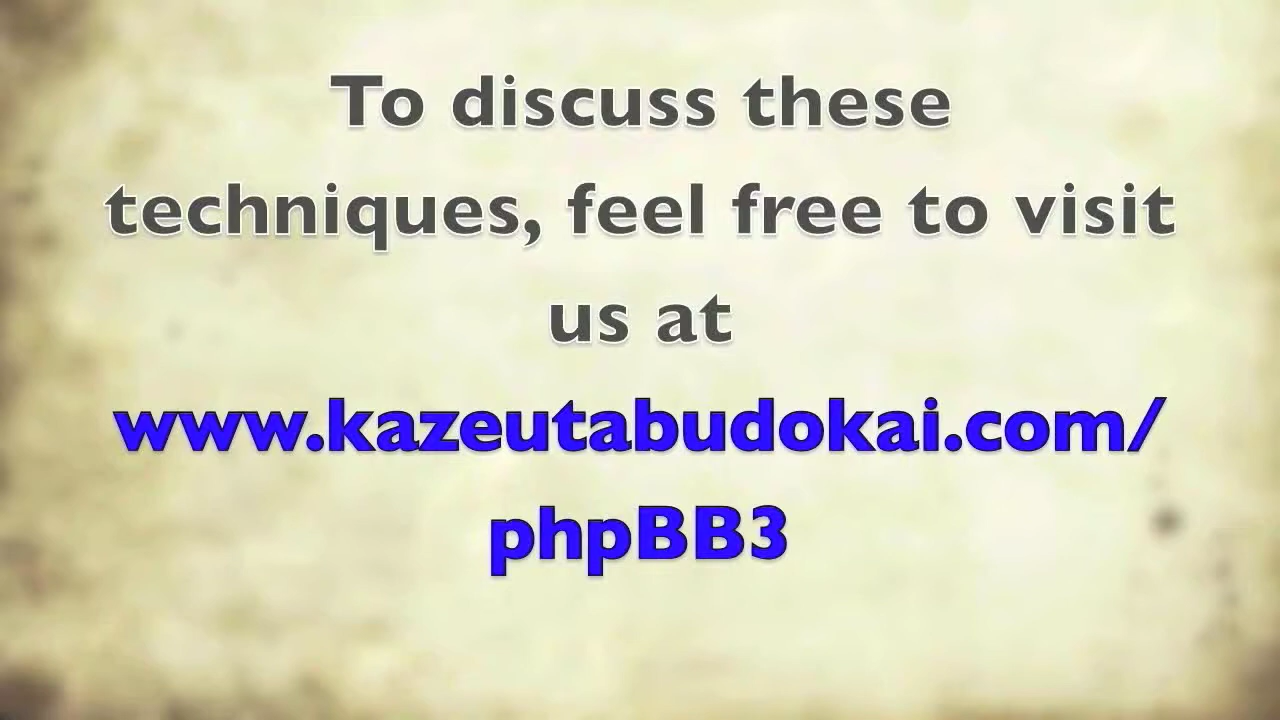 To discuss these
techniques, feel free to visit
us at
www.kazeutabudokai.com/
phpBB3